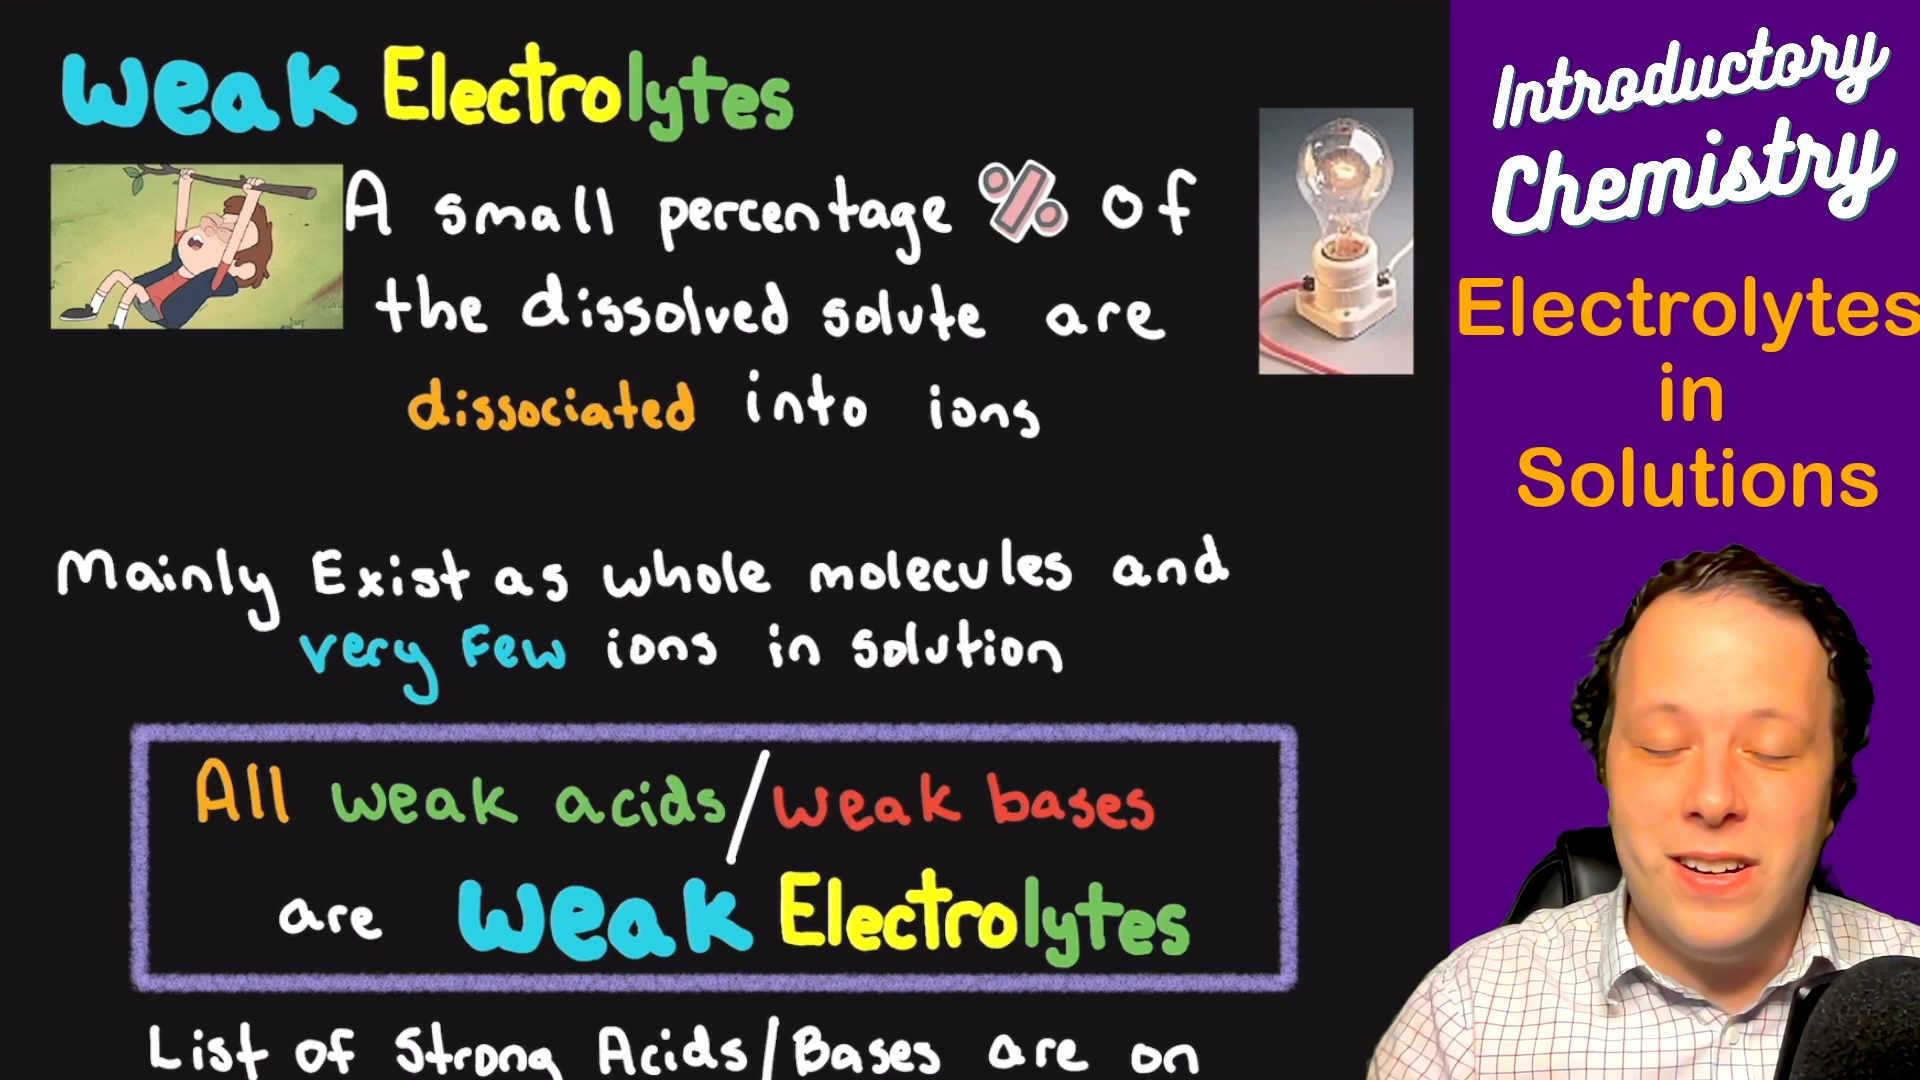 Weak Electrolytes
A small percentage % of
the dissolved solute are
dissociated into ions
Mainly Exist as whole molecules and
very few ions in solution
All weak acids/weak bases
are Weak Electrolytes
List of Strong Acids/Bases are on
Introductory
Chemistry
Electrolytes
in
Solutions